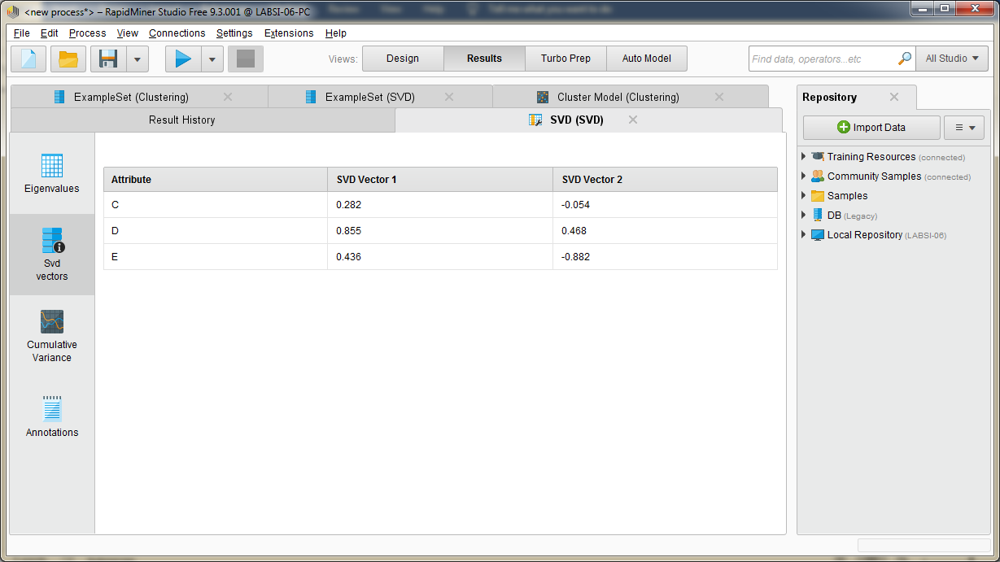 <new process*> – RapidMiner Studio Free 9.3.001 @ LABSI-06-PC
File Edit Process View Connections Settings Extensions Help
Views: Design Results Turbo Prep Auto Model Find data, operators...etc All Studio
ExampleSet (Clustering) ExampleSet (SVD) Cluster Model (Clustering)
Result History SVD (SVD)
Eigenvalues
Svd
vectors
Cumulative
Variance
Annotations
Attribute SVD Vector 1 SVD Vector 2
C 0.282 -0.054
D 0.855 0.468
E 0.436 -0.882
Repository
Import Data
Training Resources (connected)
Community Samples (connected)
Samples
DB (Legacy)
Local Repository (LABSI-06)